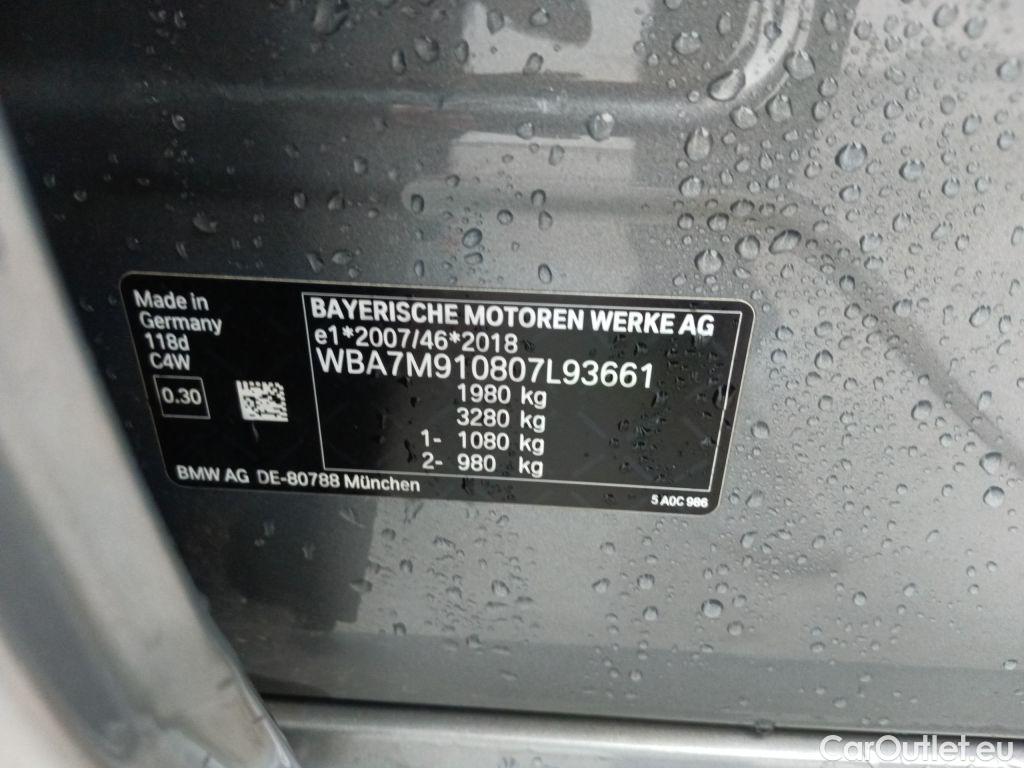 Made in
Germany
118d
C4W
0.30
BAYERISCHE MOTOREN WERKE AG
e1*2007/46*2018
WBA7M910807L93661
1980 kg
3280 kg
1- 1080 kg
2- 980 kg
BMW AG DE-80788 München
5 A0C 986
CarOutlet.eu